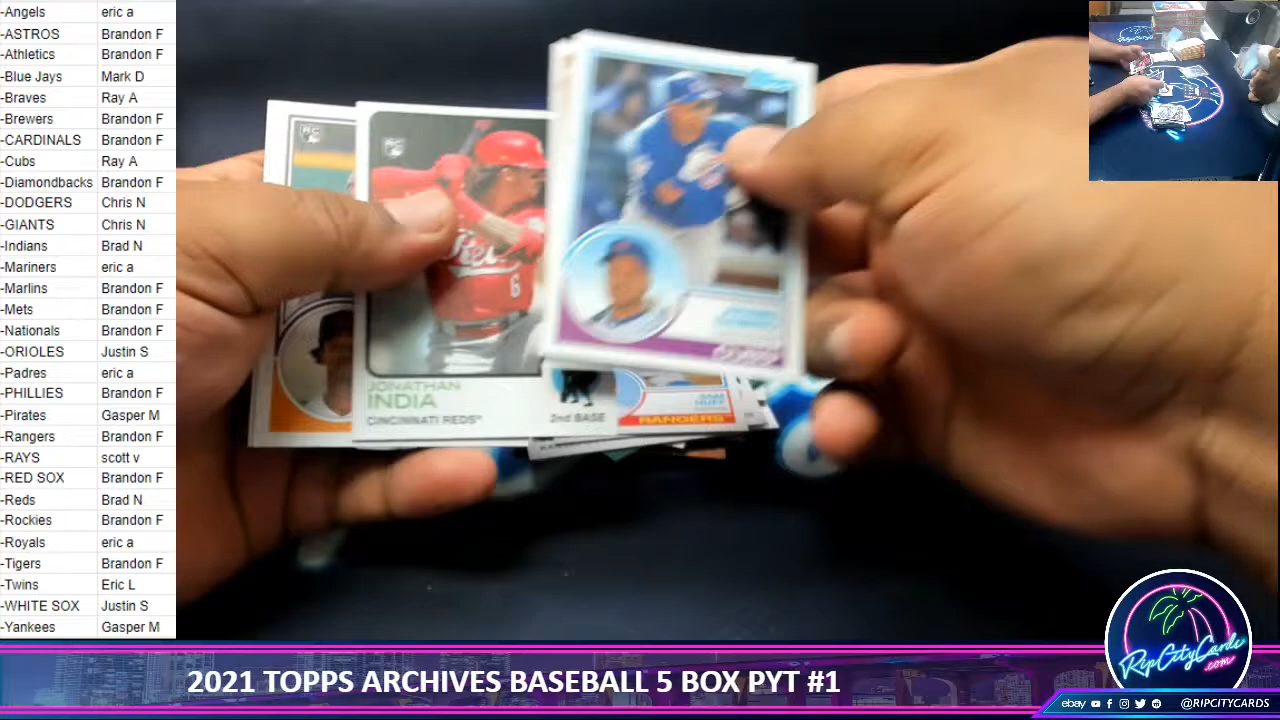 -Angels eric a
-ASTROS Brandon F
-Athletics Brandon F
-Blue Jays Mark D
-Braves Ray A
-Brewers Brandon F
-CARDINALS Brandon F
-Cubs Ray A
-Diamondbacks Brandon F
-DODGERS Chris N
-GIANTS Chris N
-Indians Brad N
-Mariners eric a
-Marlins Brandon F
-Mets Brandon F
-Nationals Brandon F
-ORIOLES Justin S
-Padres eric a
-PHILLIES Brandon F
-Pirates Gasper M
-Rangers Brandon F
-RAYS scott v
-RED SOX Brandon F
-Reds Brad N
-Rockies Brandon F
-Royals eric a
-Tigers Brandon F
-Twins Eric L
-WHITE SOX Justin S
-Yankees Gasper M
RC
RC
6
JONATHAN
INDIA
CINCINNATI REDS
2nd BASE
SAM
HUFF
RANGERS
RipCityCards
.com
2021 TOPPS ARCHIVES BASEBALL 5 BOX PYT #1
ebay @RIPCITYCARDS